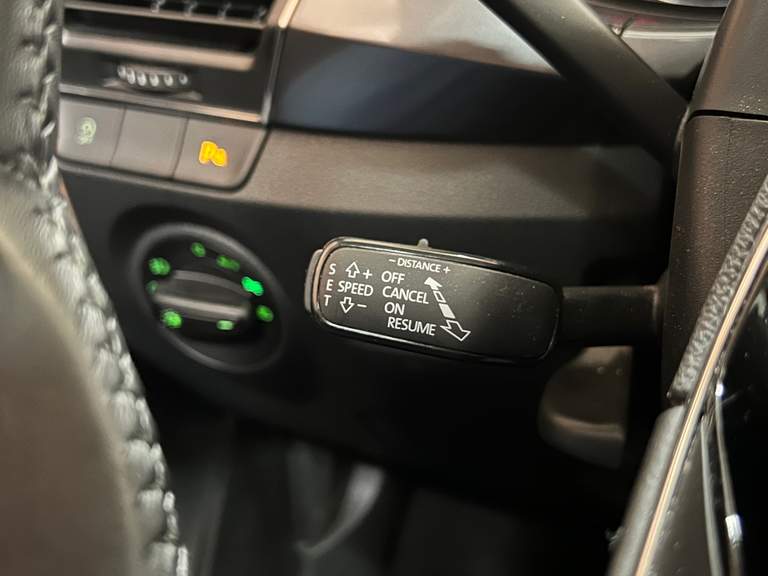 - DISTANCE +
S + OFF
E SPEED CANCEL
T - ON
RESUME